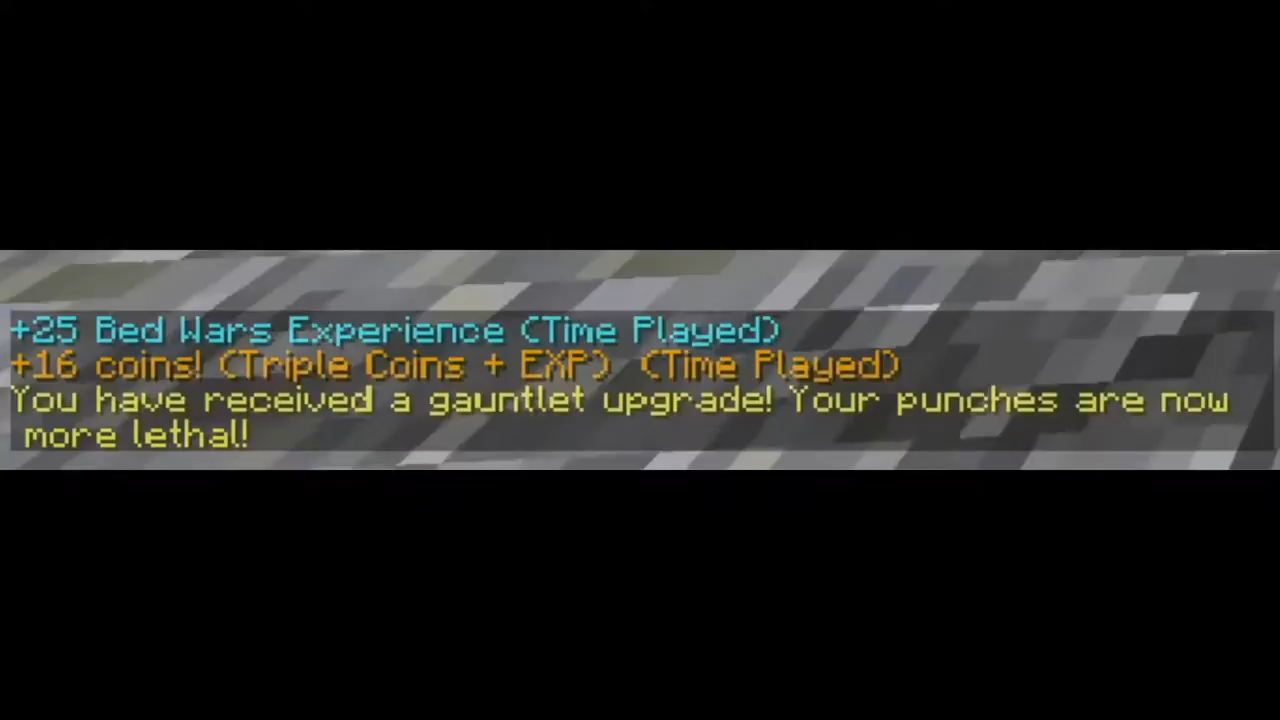 +25 Bed Wars Experience (Time Played)
+16 coins! (Triple Coins + EXP) (Time Played)
You have received a gauntlet upgrade! Your punches are now
more lethal!